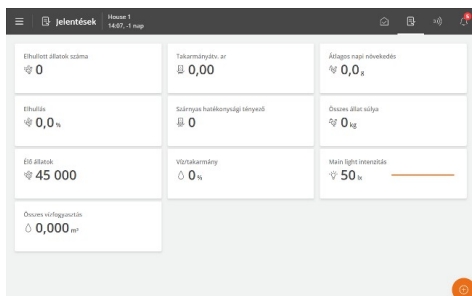 Jelentések
House 1
14:07, -1 nap
6
Elhullott állatok száma
0
Takarmányátv. ar
0,00
Átlagos napi növekedés
0,0 g
Elhullás
0,0 %
Szárnyas hatékonysági tényező
0
Összes állat súlya
0 kg
Élő állatok
45 000
Víz/takarmány
0 %
Main light intenzitás
50 lx
Összes vízfogyasztás
0,000 m³